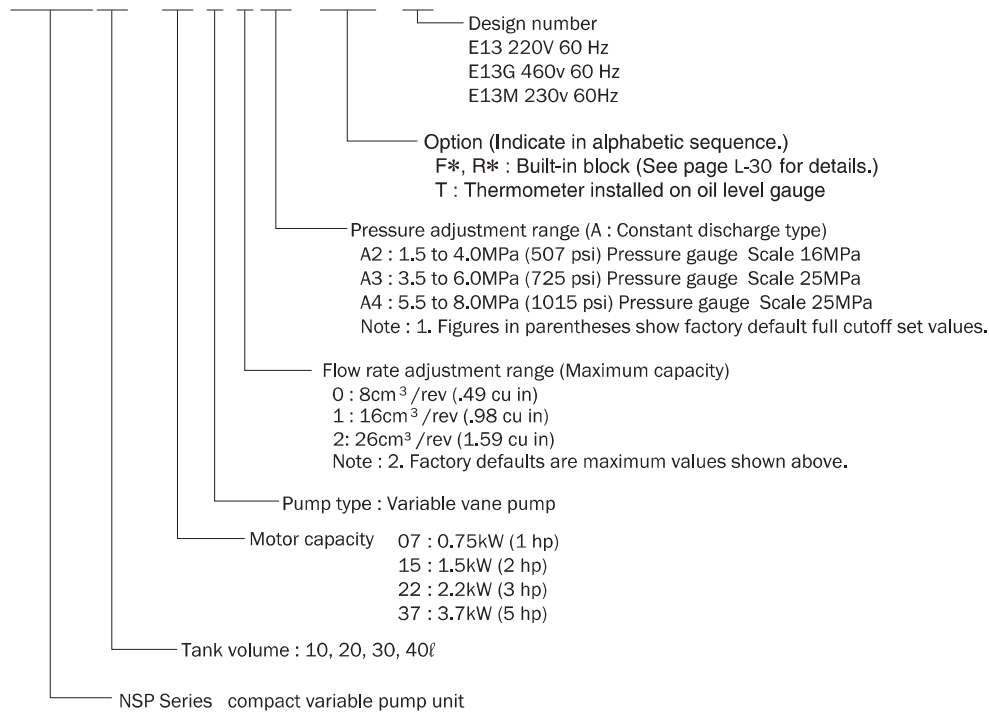 Design number
E13 220V 60 Hz
E13G 460v 60 Hz
E13M 230v 60Hz
Option (Indicate in alphabetic sequence.)
F*, R* : Built-in block (See page L-30 for details.)
T : Thermometer installed on oil level gauge
Pressure adjustment range (A : Constant discharge type)
A2 : 1.5 to 4.0MPa (507 psi) Pressure gauge Scale 16MPa
A3 : 3.5 to 6.0MPa (725 psi) Pressure gauge Scale 25MPa
A4 : 5.5 to 8.0MPa (1015 psi) Pressure gauge Scale 25MPa
Note : 1. Figures in parentheses show factory default full cutoff set values.
Flow rate adjustment range (Maximum capacity)
0 : 8cm³ /rev (.49 cu in)
1 : 16cm³ /rev (.98 cu in)
2: 26cm³ /rev (1.59 cu in)
Note : 2. Factory defaults are maximum values shown above.
Pump type : Variable vane pump
Motor capacity 07 : 0.75kW (1 hp)
15 : 1.5kW (2 hp)
22 : 2.2kW (3 hp)
37 : 3.7kW (5 hp)
Tank volume : 10, 20, 30, 40ℓ
NSP Series compact variable pump unit